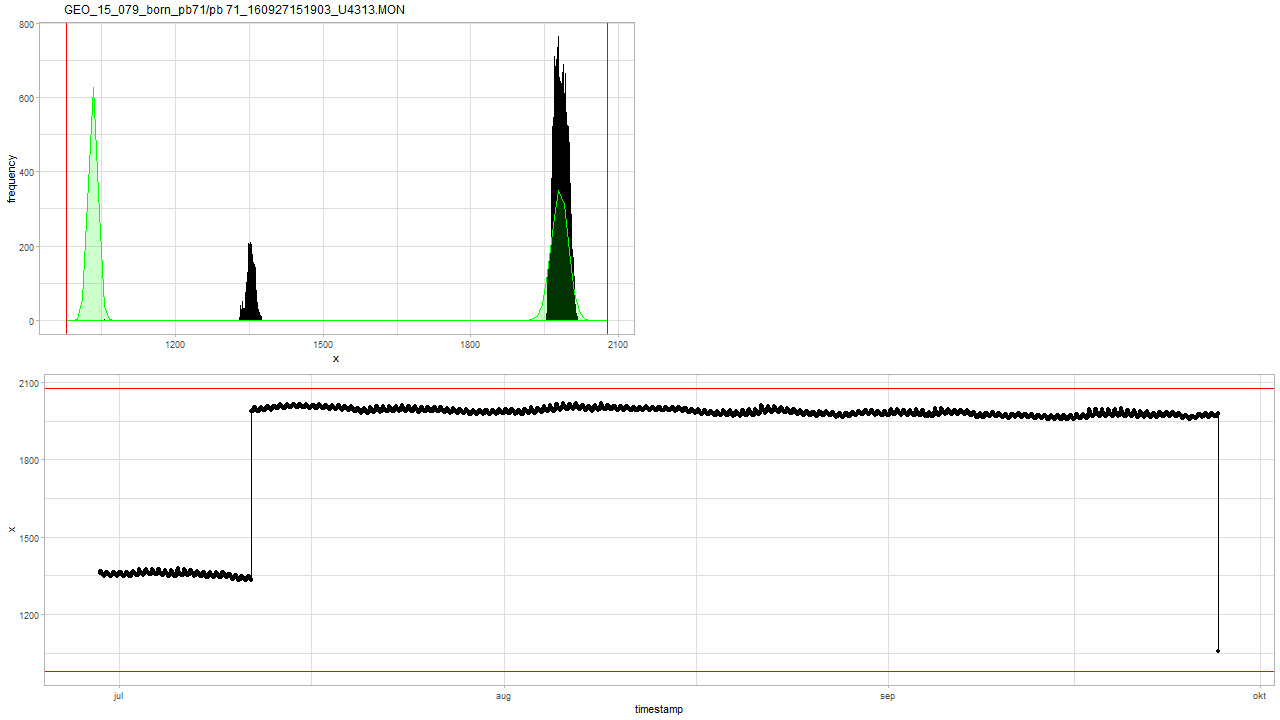 GEO_15_079_born_pb71/pb 71_160927151903_U4313.MON
800
600
400
200
0
frequency
1200
1500
1800
2100
x
2100
1800
1500
1200
x
jul
aug
sep
okt
timestamp